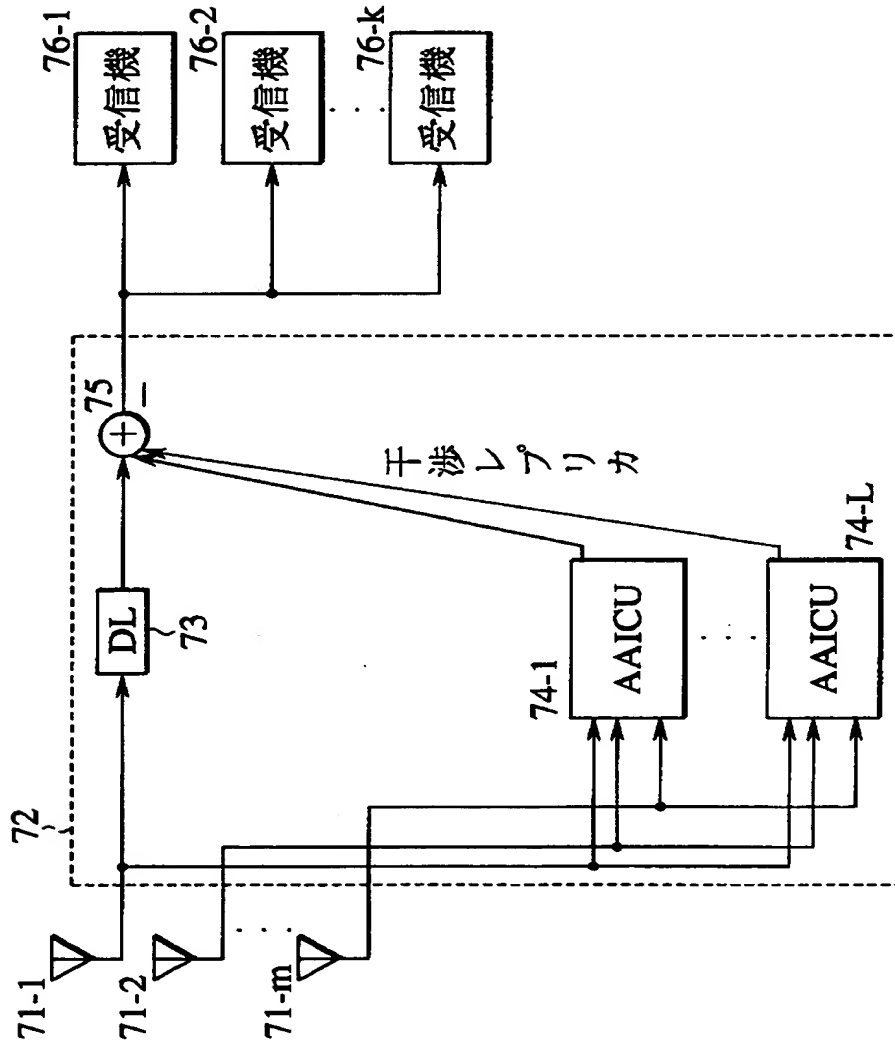 71-1
71-2
71-m
72
DL
73
74-1
AAICU
AAICU
74-L
干渉レプリカ
75
+
−
受信機
76-1
受信機
76-2
受信機
76-k